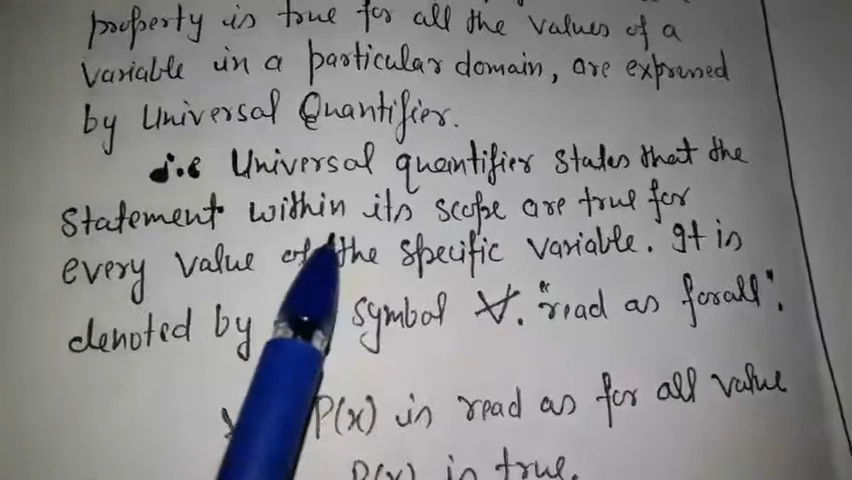 property is true for all the values of a
variable in a particular domain, are expressed
by Universal Quantifier.
i.e Universal quantifier states that the
statement within its scope are true for
every value of the specific variable. It is
denoted by symbol ∀. "read as forall".
P(x) is read as for all value
P(x) is true.